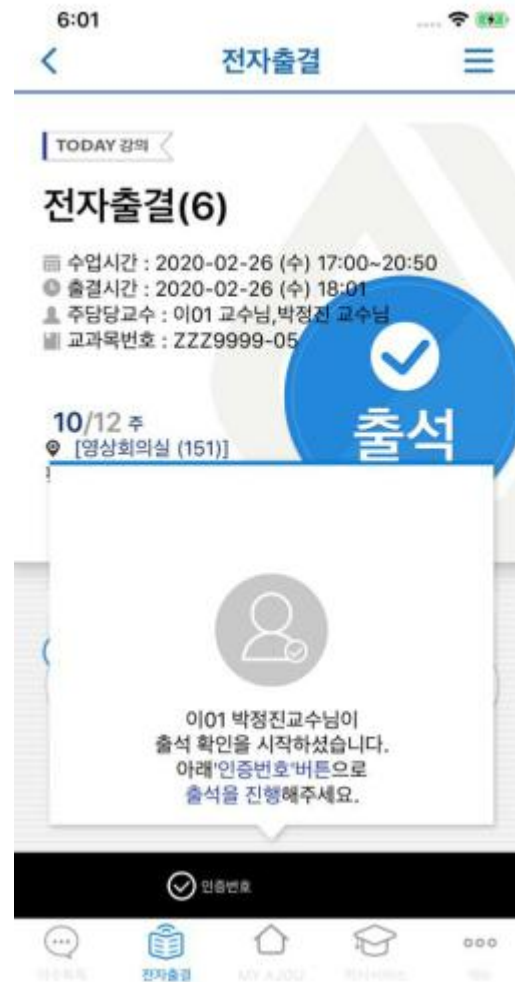 6:01
전자출결
TODAY 강의
전자출결(6)
수업시간 : 2020-02-26 (수) 17:00~20:50
출결시간 : 2020-02-26 (수) 18:01
주담당교수 : 이01 교수님,박정진 교수님
교과목번호 : ZZZ9999-05
출석
10/12 주
[영상회의실 (151)]
이01 박정진교수님이
출석 확인을 시작하셨습니다.
아래'인증번호'버튼으로
출석을 진행해주세요.
인증번호
전자출결
MY AJOU